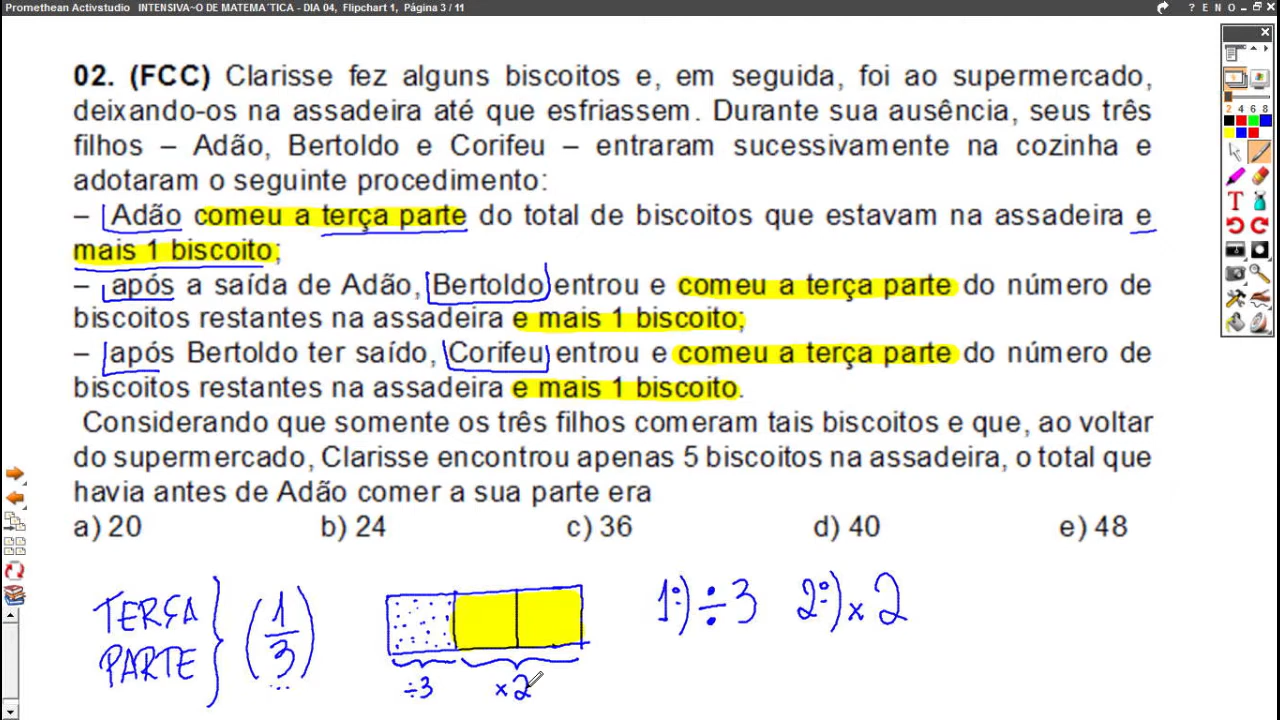 Promethean Activstudio INTENSIVA~O DE MATEMA´TICA - DIA 04, Flipchart 1, Página 3 / 11
? E N O
02. (FCC) Clarisse fez alguns biscoitos e, em seguida, foi ao supermercado,
deixando-os na assadeira até que esfriassem. Durante sua ausência, seus três
filhos – Adão, Bertoldo e Corifeu – entraram sucessivamente na cozinha e
adotaram o seguinte procedimento:
– Adão comeu a terça parte do total de biscoitos que estavam na assadeira e
mais 1 biscoito;
– após a saída de Adão, Bertoldo entrou e comeu a terça parte do número de
biscoitos restantes na assadeira e mais 1 biscoito;
– após Bertoldo ter saído, Corifeu entrou e comeu a terça parte do número de
biscoitos restantes na assadeira e mais 1 biscoito.
Considerando que somente os três filhos comeram tais biscoitos e que, ao voltar
do supermercado, Clarisse encontrou apenas 5 biscoitos na assadeira, o total que
havia antes de Adão comer a sua parte era
a) 20 b) 24 c) 36 d) 40 e) 48
2 4 6 8
T
TERÇA PARTE } (1/3)
÷3 ×2
1º) ÷ 3 2º) × 2